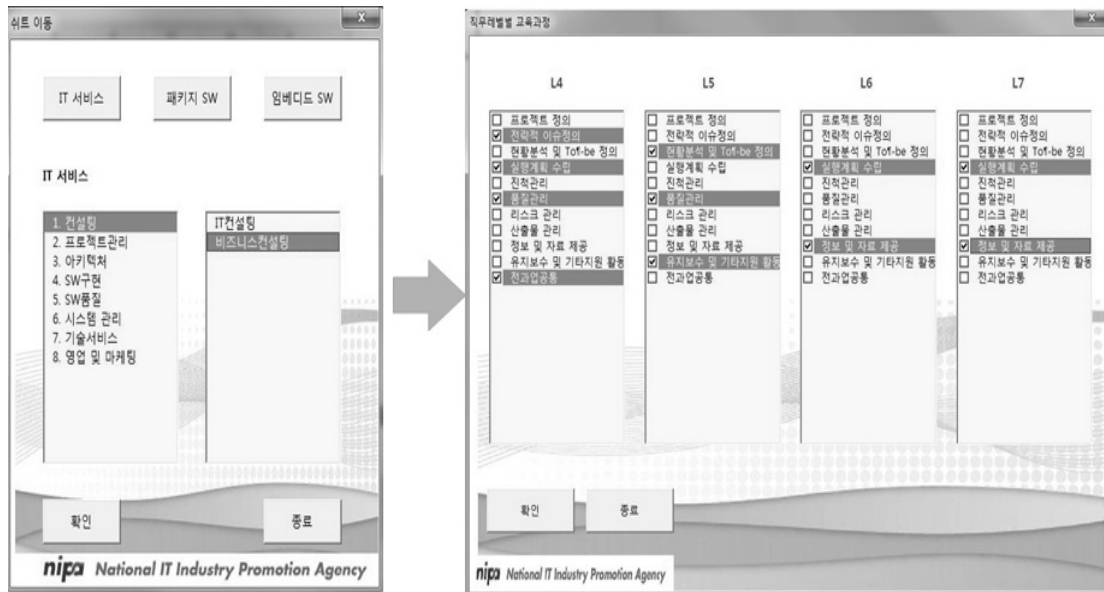 쉬트 이동
IT 서비스
패키지 SW
임베디드 SW
IT 서비스
1. 컨설팅
2. 프로젝트관리
3. 아키텍처
4. SW구현
5. SW품질
6. 시스템 관리
7. 기술서비스
8. 영업 및 마케팅
IT컨설팅
비즈니스컨설팅
확인
종료
nipa National IT Industry Promotion Agency
직무레벨별 교육과정
L4
프로젝트 정의
전략적 이슈정의
현황분석 및 To¶-be 정의
실행계획 수립
진척관리
품질관리
리스크 관리
산출물 관리
정보 및 자료 제공
유지보수 및 기타지원 활동
전과업공통
L5
프로젝트 정의
전략적 이슈정의
현황분석 및 To¶-be 정의
실행계획 수립
진척관리
품질관리
리스크 관리
산출물 관리
정보 및 자료 제공
유지보수 및 기타지원 활동
전과업공통
L6
프로젝트 정의
전략적 이슈정의
현황분석 및 To¶-be 정의
실행계획 수립
진척관리
품질관리
리스크 관리
산출물 관리
정보 및 자료 제공
유지보수 및 기타지원 활동
전과업공통
L7
프로젝트 정의
전략적 이슈정의
현황분석 및 To¶-be 정의
실행계획 수립
진척관리
품질관리
리스크 관리
산출물 관리
정보 및 자료 제공
유지보수 및 기타지원 활동
전과업공통
확인
종료
nipa National IT Industry Promotion Agency